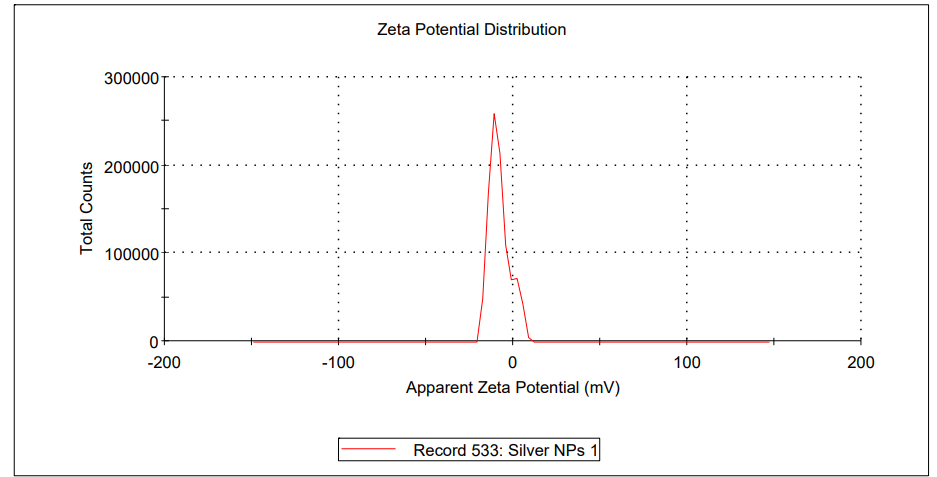 Zeta Potential Distribution
300000
200000
100000
0
Total Counts
-200 -100 0 100 200
Apparent Zeta Potential (mV)
Record 533: Silver NPs 1